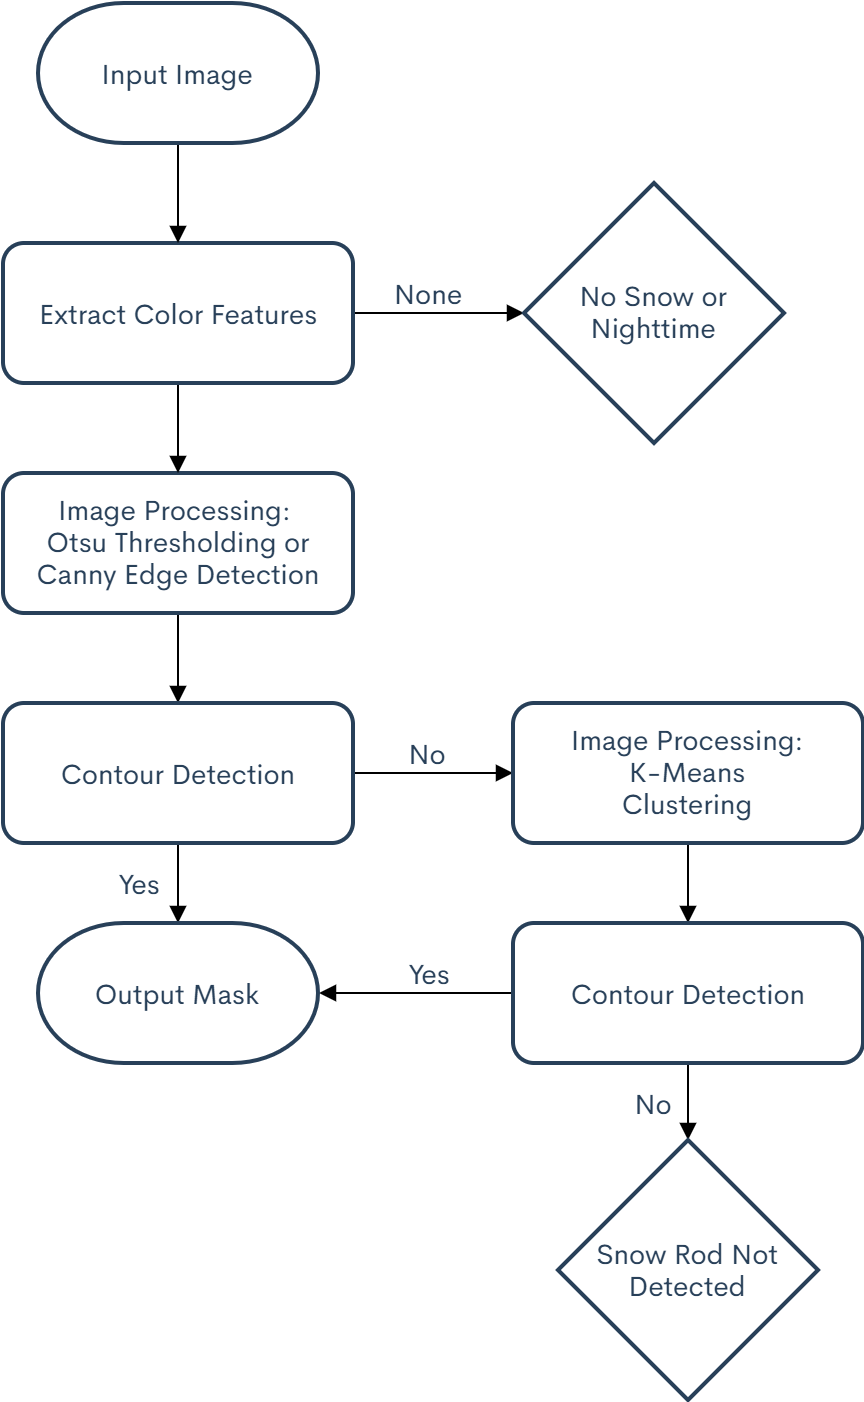 Input Image
Extract Color Features
None
No Snow or
Nighttime
Image Processing:
Otsu Thresholding or
Canny Edge Detection
Contour Detection
No
Image Processing:
K-Means
Clustering
Yes
Output Mask
Yes
Contour Detection
No
Snow Rod Not
Detected